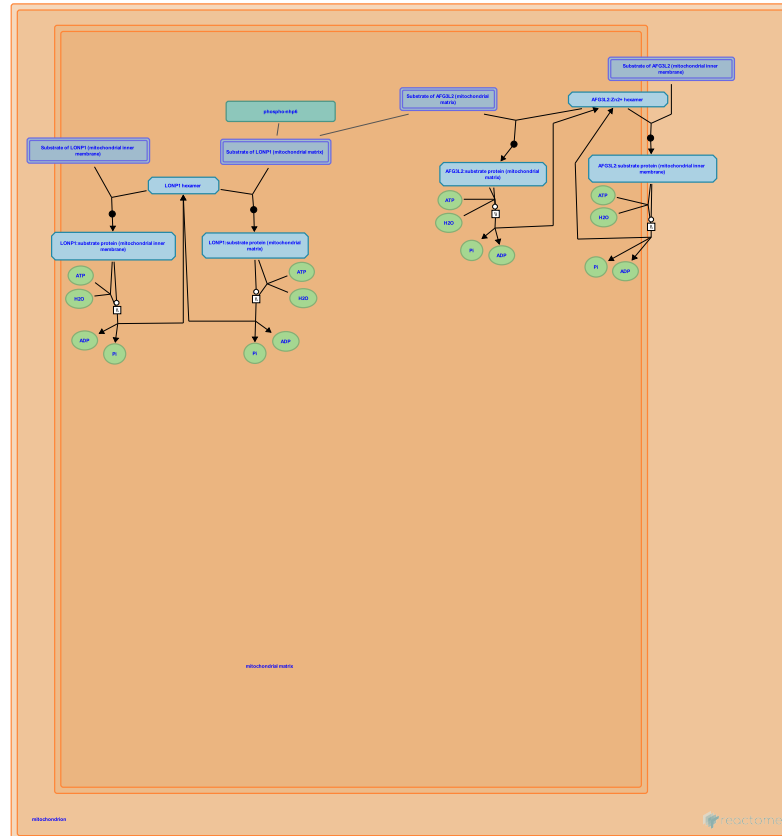 Substrate of AFG3L2 (mitochondrial inner
membrane)
Substrate of AFG3L2 (mitochondrial
matrix)
AFG3L2:Zn2+ hexamer
Substrate of LONP1 (mitochondrial inner
membrane)
Substrate of LONP1 (mitochondrial matrix)
AFG3L2:substrate protein (mitochondrial
matrix)
AFG3L2:substrate protein (mitochondrial inner
membrane)
LONP1 hexamer
ATP
H2O
ATP
H2O
Pi
ADP
Pi
ADP
LONP1:substrate protein (mitochondrial inner
membrane)
LONP1:substrate protein (mitochondrial
matrix)
ATP
H2O
ATP
H2O
ADP
Pi
Pi
ADP
mitochondrial matrix
mitochondrion
reactome